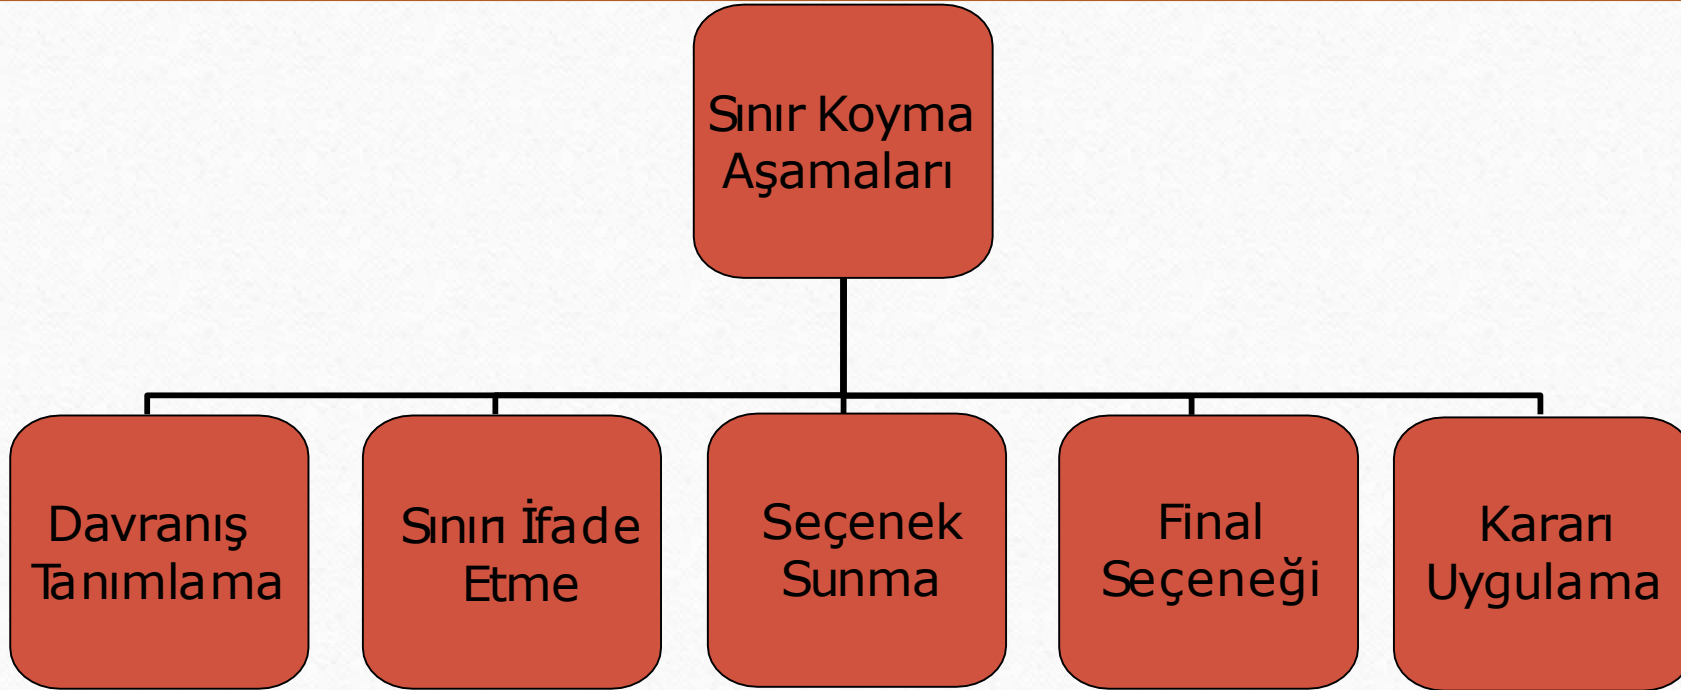 Sınır Koyma
Aşamaları
Davranış
Tanımlama
Sınırı İfade
Etme
Seçenek
Sunma
Final
Seçeneği
Kararı
Uygulama